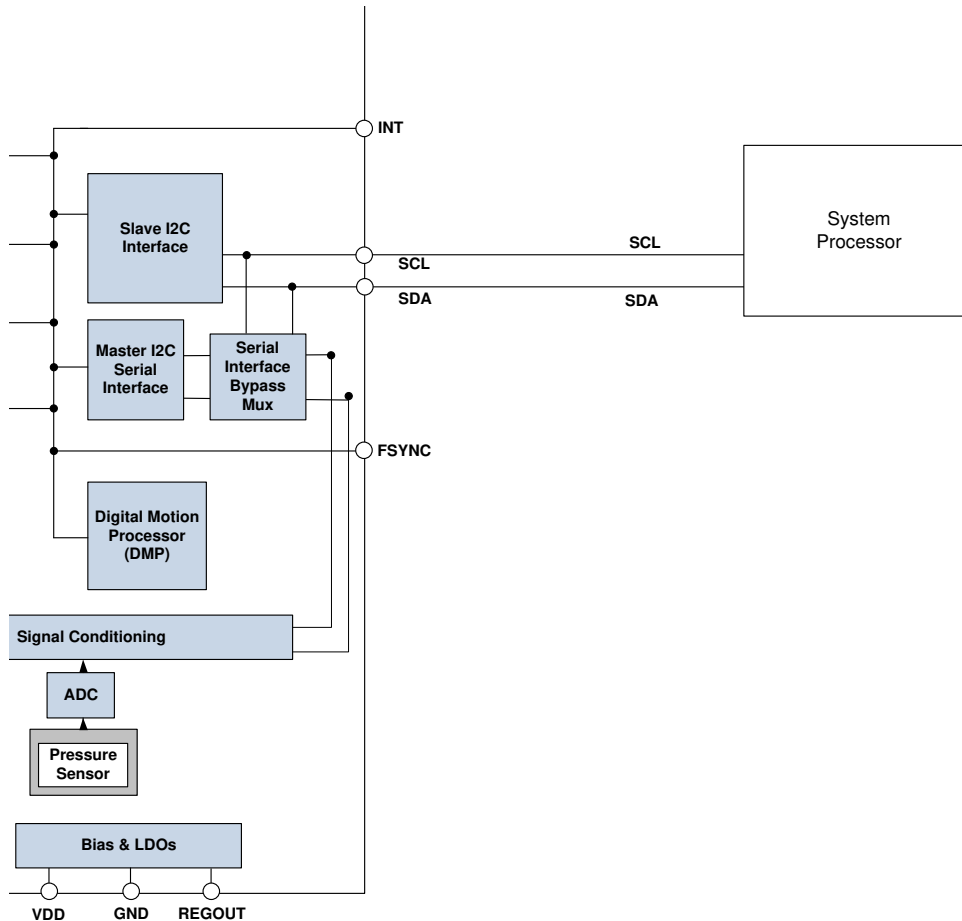 INT
Slave I2C
Interface
SCL
SCL
SDA
SDA
System
Processor
Master I2C
Serial
Interface
Serial
Interface
Bypass
Mux
FSYNC
Digital Motion
Processor
(DMP)
Signal Conditioning
ADC
Pressure
Sensor
Bias & LDOs
VDD
GND
REGOUT